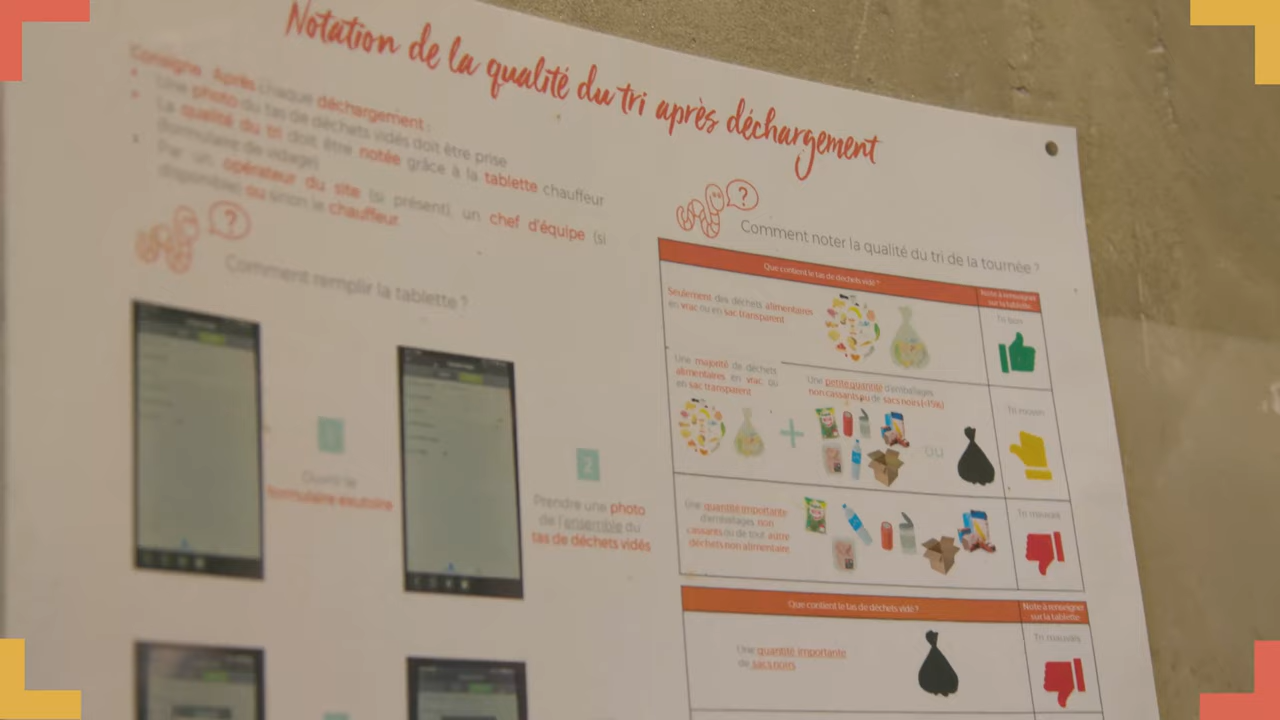 Notation de la qualité du tri après déchargement
Consigne Après chaque déchargement :
Une photo du tas de déchets vidés doit être prise
La qualité du tri doit être notée grâce à la tablette chauffeur
(formulaire de vidage)
Par un opérateur du site (si présent), un chef d'équipe (si
disponible) ou sinon le chauffeur
?
Comment remplir la tablette ?
1
Ouvrir le
formulaire exutoire
2
Prendre une photo
de l'ensemble du
tas de déchets vidés
?
Comment noter la qualité du tri de la tournée ?
Que contient le tas de déchets vidé ?
Note à renseigner
sur la tablette
Seulement des déchets alimentaires
en vrac ou en sac transparent
Tri bon
Une majorité de déchets
alimentaires en vrac ou
en sac transparent
+
Une petite quantité d'emballages
non cassants ou de sacs noirs (<15%)
OU
Tri moyen
Une quantité importante
d'emballages non
cassants ou de tout autre
déchets non alimentaire
Tri mauvais
Que contient le tas de déchets vidé ?
Note à renseigner
sur la tablette
Une quantité importante
de sacs noirs
Tri mauvais